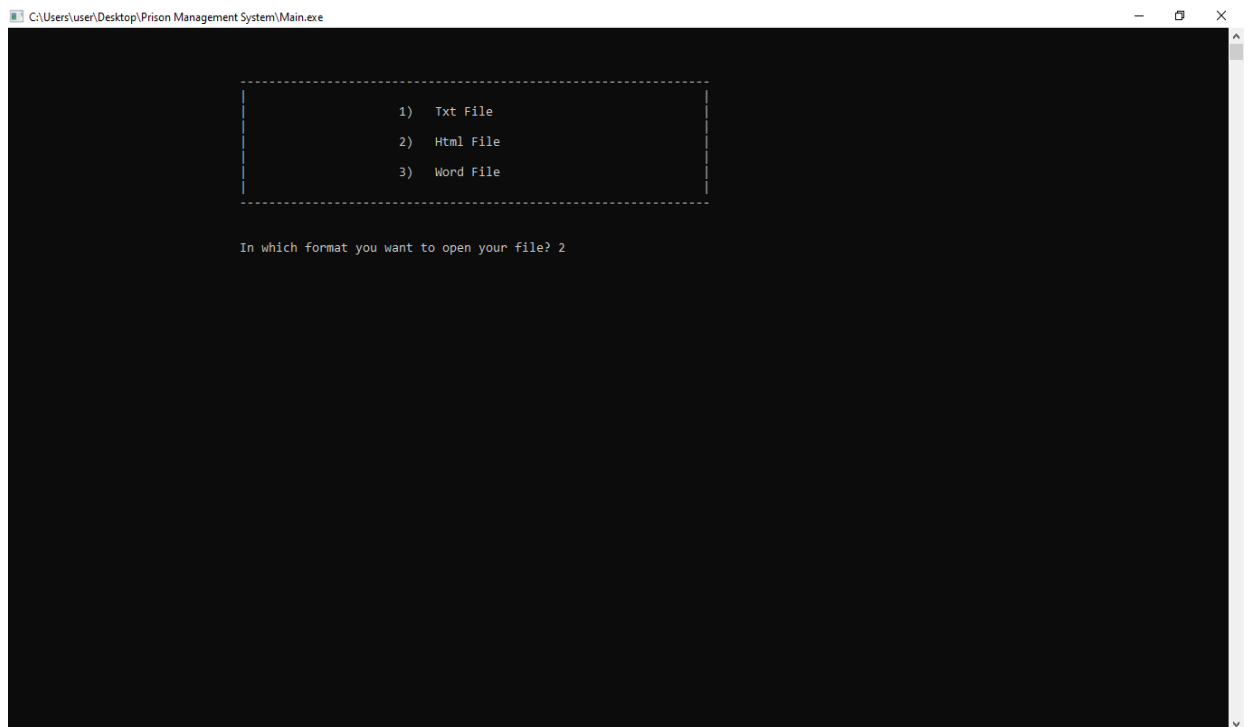 C:\Users\user\Desktop\Prison Management System\Main.exe
1) Txt File
2) Html File
3) Word File
In which format you want to open your file? 2